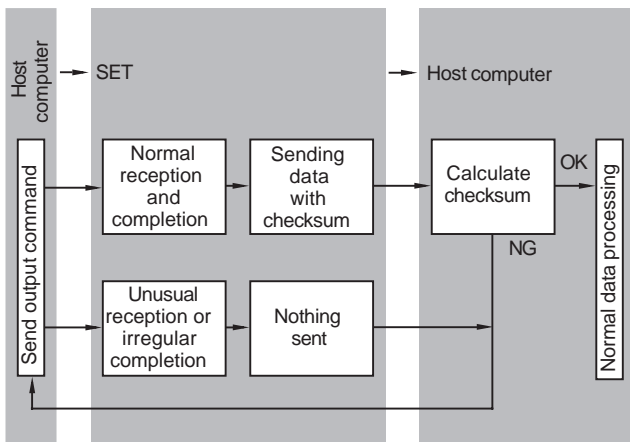 Host
computer
SET
Host computer
Send output command
Normal
reception
and
completion
Sending
data
with
checksum
Calculate
checksum
OK
NG
Normal data processing
Unusual
reception or
irregular
completion
Nothing
sent